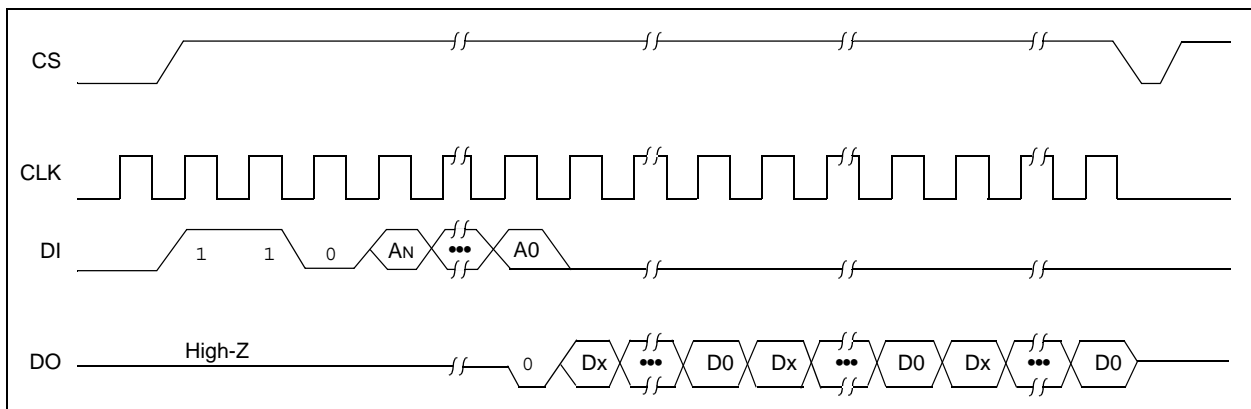 CS
CLK
DI 1 1 0 AN ••• A0
DO High-Z 0 Dx ••• D0 Dx ••• D0 Dx ••• D0